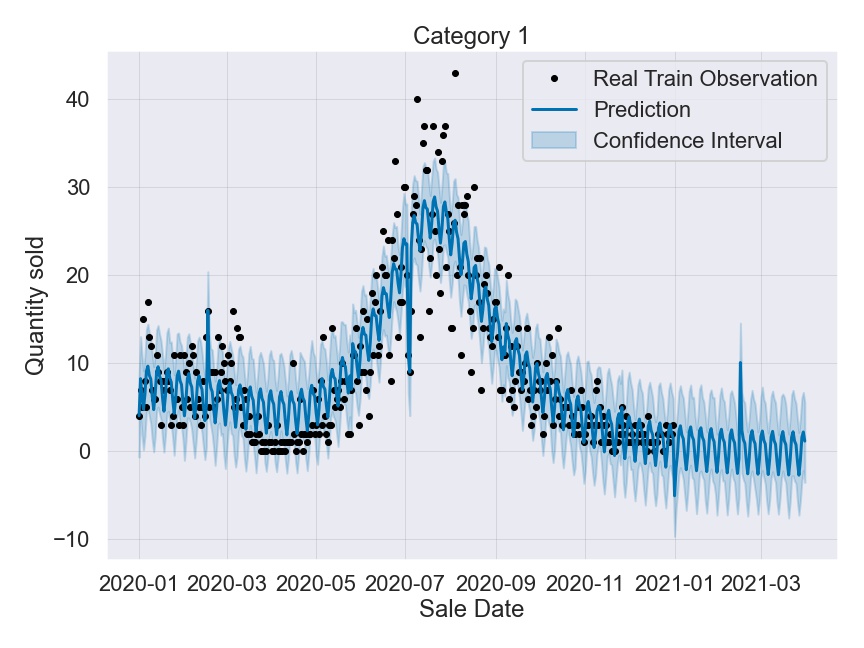 Category 1
Real Train Observation
Prediction
Confidence Interval
Quantity sold
40
30
20
10
0
−10
2020-01 2020-03 2020-05 2020-07 2020-09 2020-11 2021-01 2021-03
Sale Date